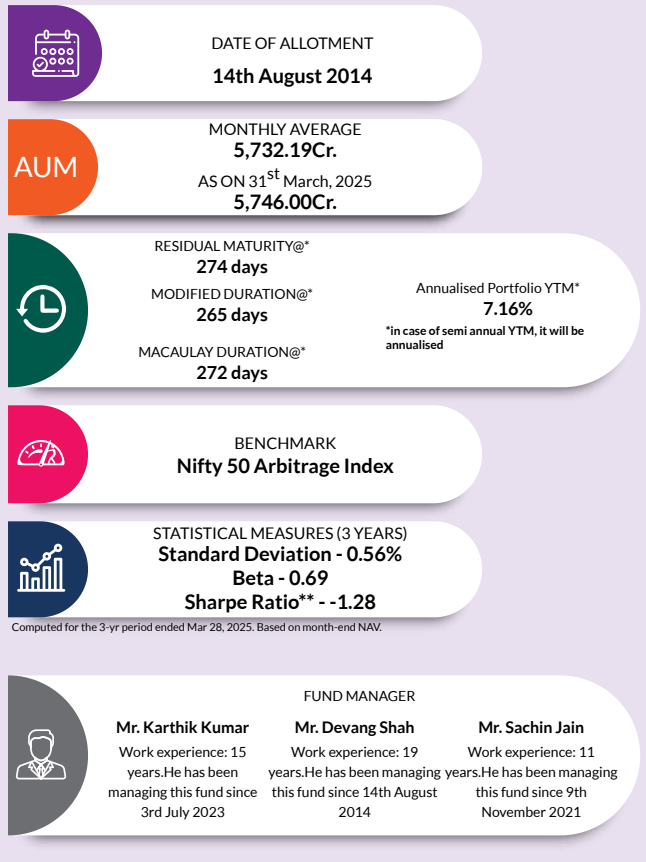 DATE OF ALLOTMENT
14th August 2014
AUM
MONTHLY AVERAGE
5,732.19Cr.
AS ON 31st March, 2025
5,746.00Cr.
RESIDUAL MATURITY@*
274 days
MODIFIED DURATION@*
265 days
MACAULAY DURATION@*
272 days
Annualised Portfolio YTM*
7.16%
*in case of semi annual YTM, it will be
annualised
BENCHMARK
Nifty 50 Arbitrage Index
STATISTICAL MEASURES (3 YEARS)
Standard Deviation - 0.56%
Beta - 0.69
Sharpe Ratio** - -1.28
Computed for the 3-yr period ended Mar 28, 2025. Based on month-end NAV.
FUND MANAGER
Mr. Karthik Kumar
Work experience: 15
years.He has been
managing this fund since
3rd July 2023
Mr. Devang Shah
Work experience: 19
years.He has been managing
this fund since 14th August
2014
Mr. Sachin Jain
Work experience: 11
years.He has been managing
this fund since 9th
November 2021